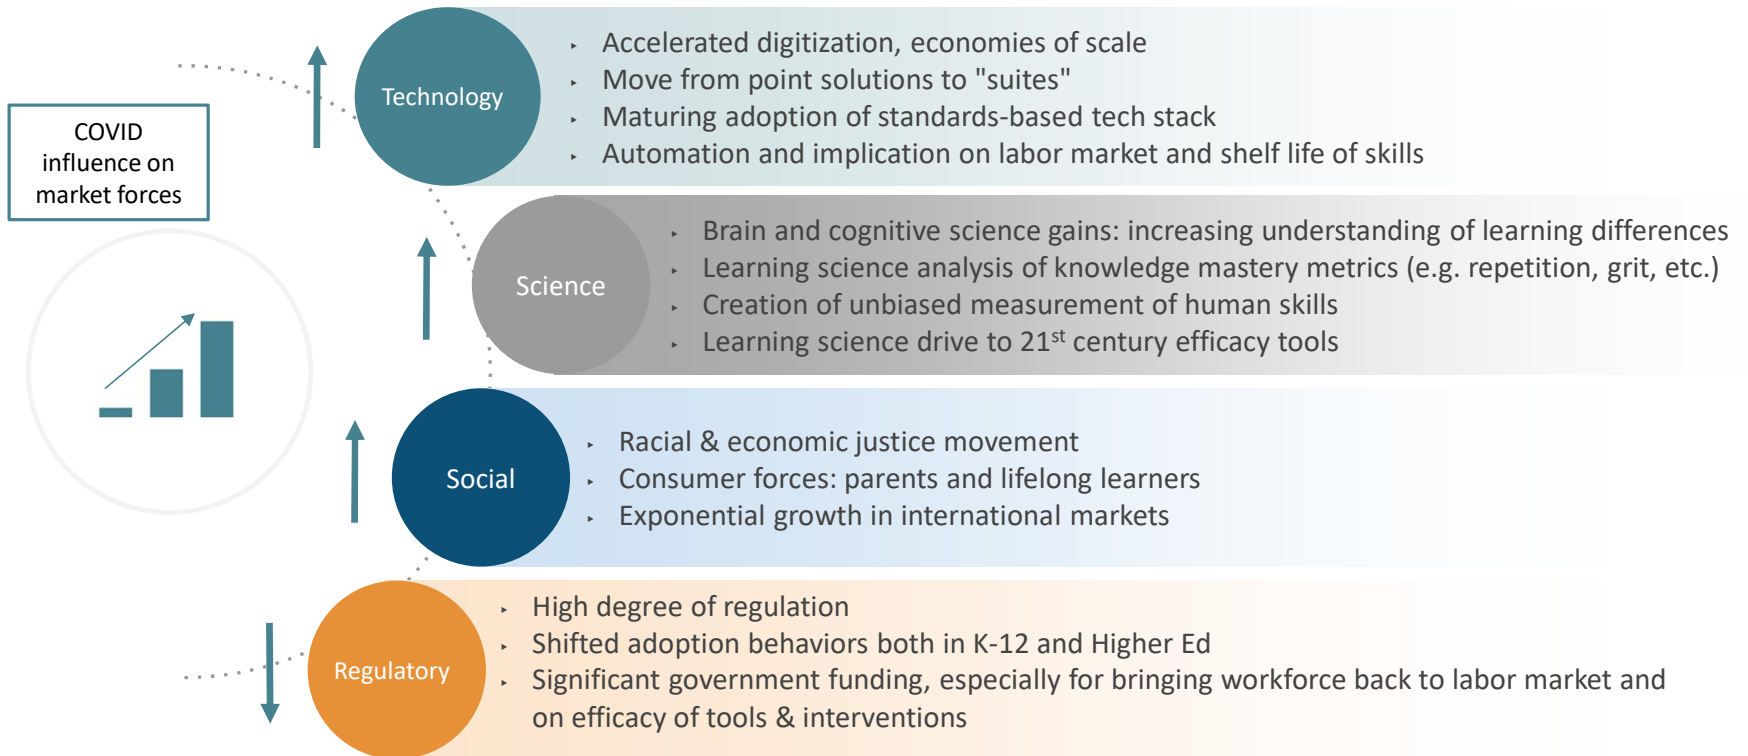 COVID
influence on
market forces
Technology
‣ Accelerated digitization, economies of scale
‣ Move from point solutions to "suites"
‣ Maturing adoption of standards-based tech stack
‣ Automation and implication on labor market and shelf life of skills
Science
‣ Brain and cognitive science gains: increasing understanding of learning differences
‣ Learning science analysis of knowledge mastery metrics (e.g. repetition, grit, etc.)
‣ Creation of unbiased measurement of human skills
‣ Learning science drive to 21st century efficacy tools
Social
‣ Racial & economic justice movement
‣ Consumer forces: parents and lifelong learners
‣ Exponential growth in international markets
Regulatory
‣ High degree of regulation
‣ Shifted adoption behaviors both in K-12 and Higher Ed
‣ Significant government funding, especially for bringing workforce back to labor market and
on efficacy of tools & interventions